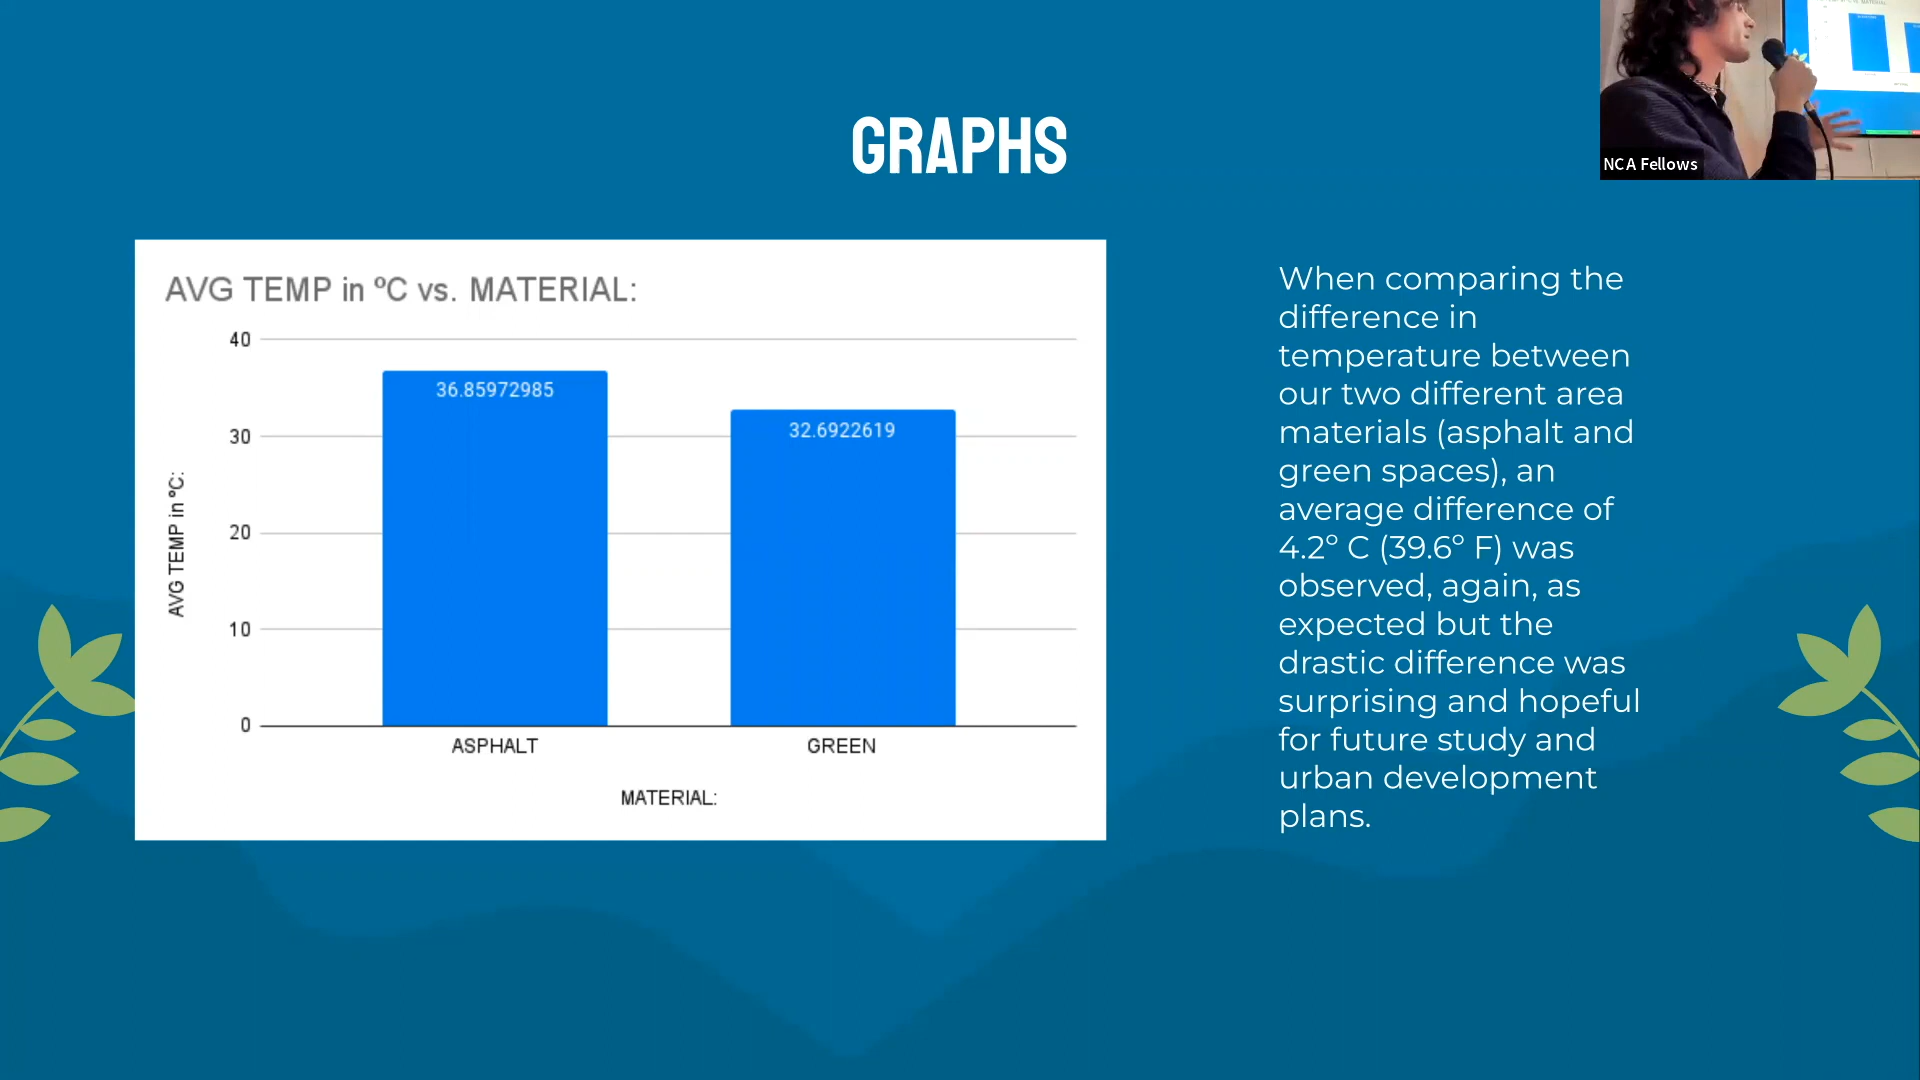 GRAPHS
NCA Fellows
AVG TEMP in ºC vs. MATERIAL:
40
30
20
10
0
AVG TEMP in ºC:
36.85972985
32.6922619
ASPHALT
GREEN
MATERIAL:
When comparing the
difference in
temperature between
our two different area
materials (asphalt and
green spaces), an
average difference of
4.2º C (39.6º F) was
observed, again, as
expected but the
drastic difference was
surprising and hopeful
for future study and
urban development
plans.